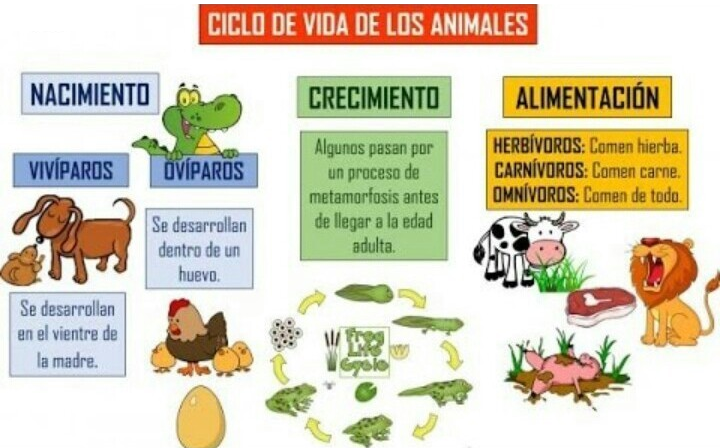 CICLO DE VIDA DE LOS ANIMALES
NACIMIENTO
VIVÍPAROS
OVÍPAROS
Se desarrollan
en el vientre de
la madre.
Se desarrollan
dentro de un
huevo.
CRECIMIENTO
Algunos pasan por
un proceso de
metamorfosis antes
de llegar a la edad
adulta.
Frog
Life
Cycle
ALIMENTACIÓN
HERBÍVOROS: Comen hierba.
CARNÍVOROS: Comen carne.
OMNÍVOROS: Comen de todo.